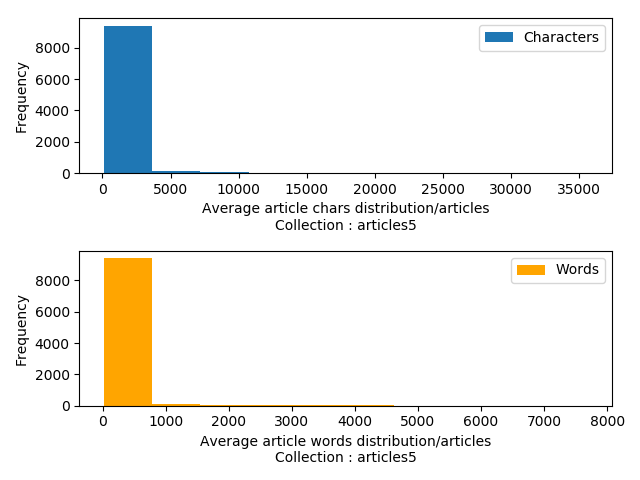 Characters
Frequency
8000
6000
4000
2000
0
0 5000 10000 15000 20000 25000 30000 35000
Average article chars distribution/articles
Collection : articles5
Words
Frequency
8000
6000
4000
2000
0
0 1000 2000 3000 4000 5000 6000 7000 8000
Average article words distribution/articles
Collection : articles5